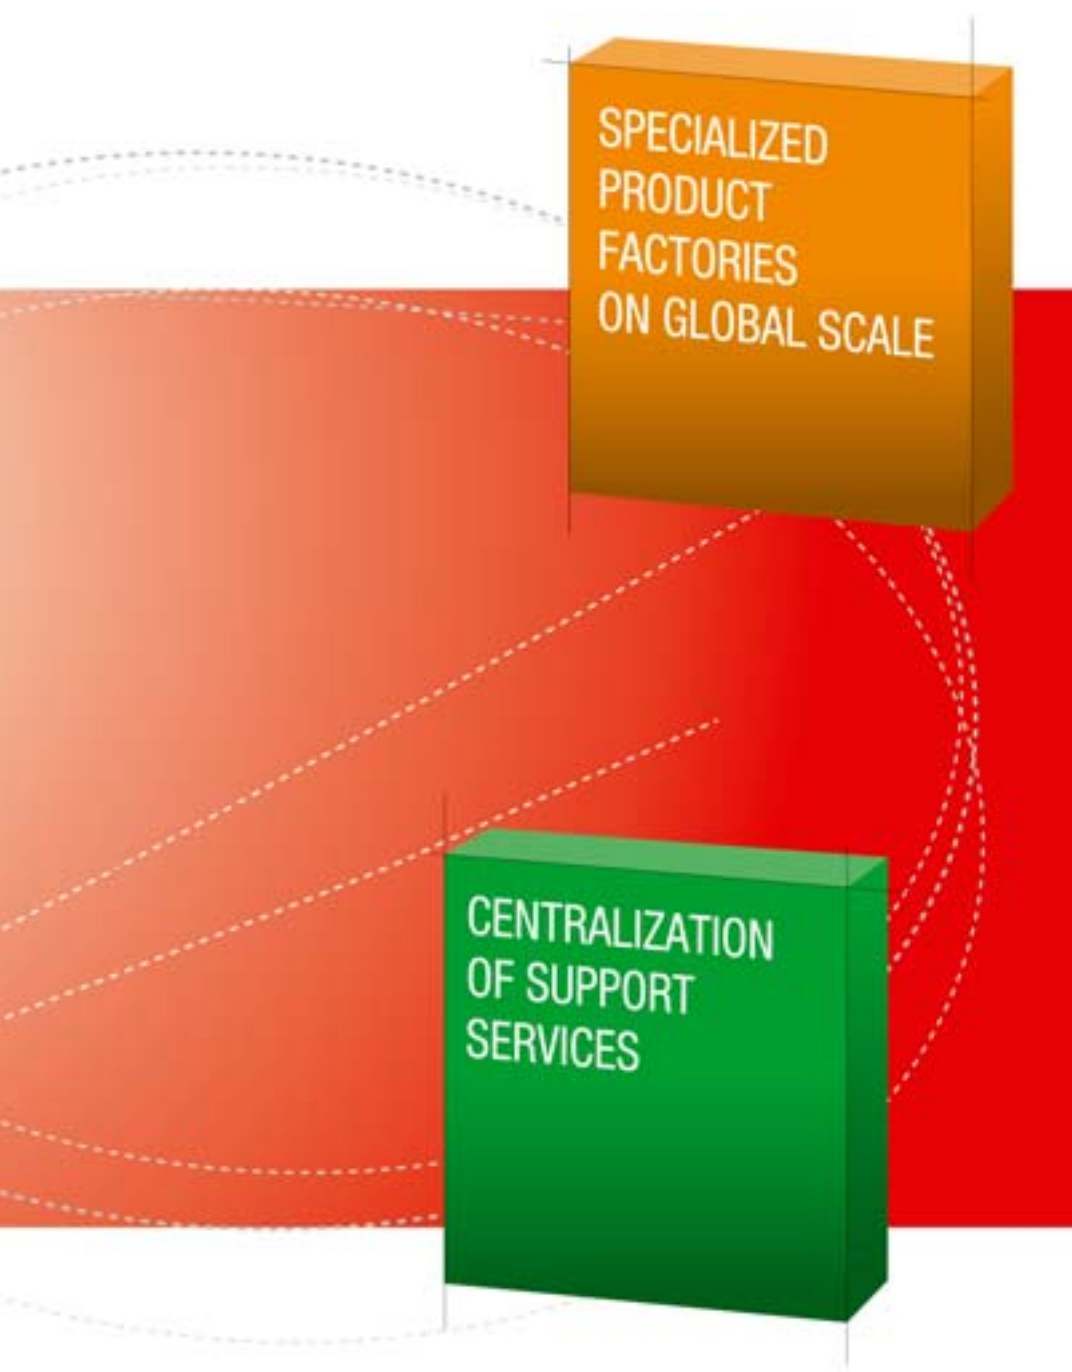 SPECIALIZED
PRODUCT
FACTORIES
ON GLOBAL SCALE
CENTRALIZATION
OF SUPPORT
SERVICES